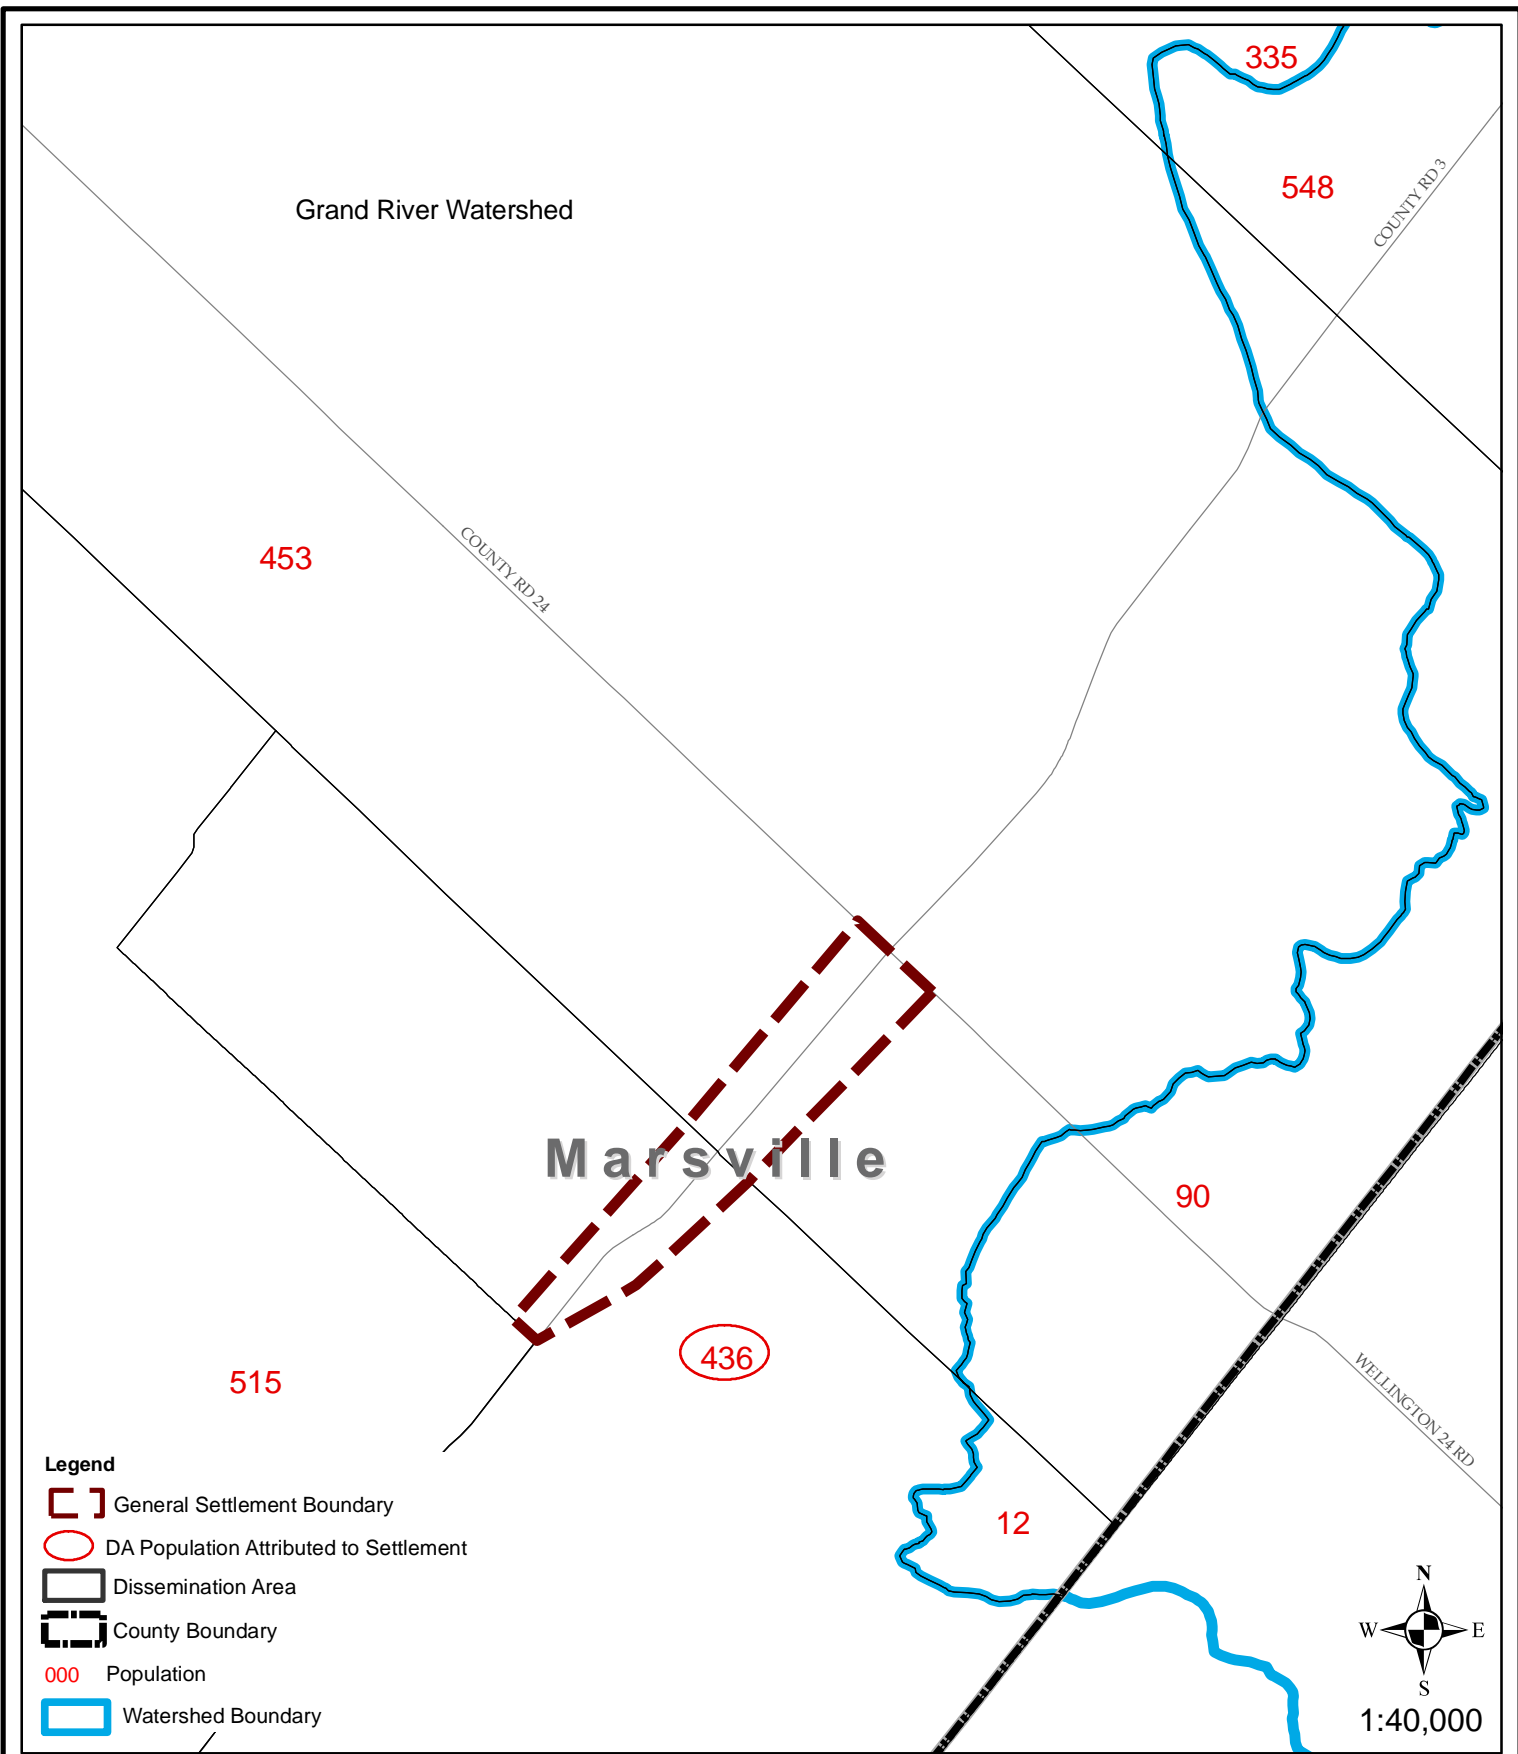 335
548
COUNTY RD 3
Grand River Watershed
453
COUNTY RD 24
Marsville
90
436
515
WELLINGTON 24 RD
12
Legend
General Settlement Boundary
DA Population Attributed to Settlement
Dissemination Area
County Boundary
000 Population
Watershed Boundary
N
W E
S
1:40,000